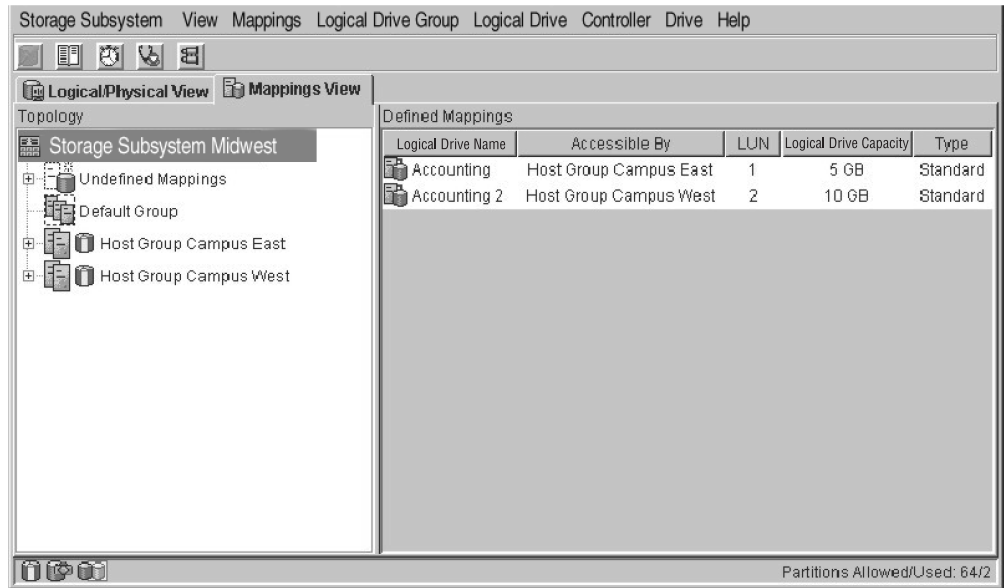 Storage Subsystem View Mappings Logical Drive Group Logical Drive Controller Drive Help
Logical/Physical View Mappings View
Topology
Storage Subsystem Midwest
Undefined Mappings
Default Group
Host Group Campus East
Host Group Campus West
Defined Mappings
Logical Drive Name Accessible By LUN Logical Drive Capacity Type
Accounting Host Group Campus East 1 5 GB Standard
Accounting 2 Host Group Campus West 2 10 GB Standard
Partitions Allowed/Used: 64/2